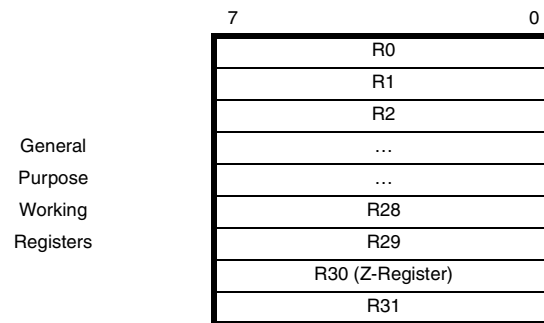 7 0
R0
R1
R2
General …
Purpose …
Working R28
Registers R29
R30 (Z-Register)
R31